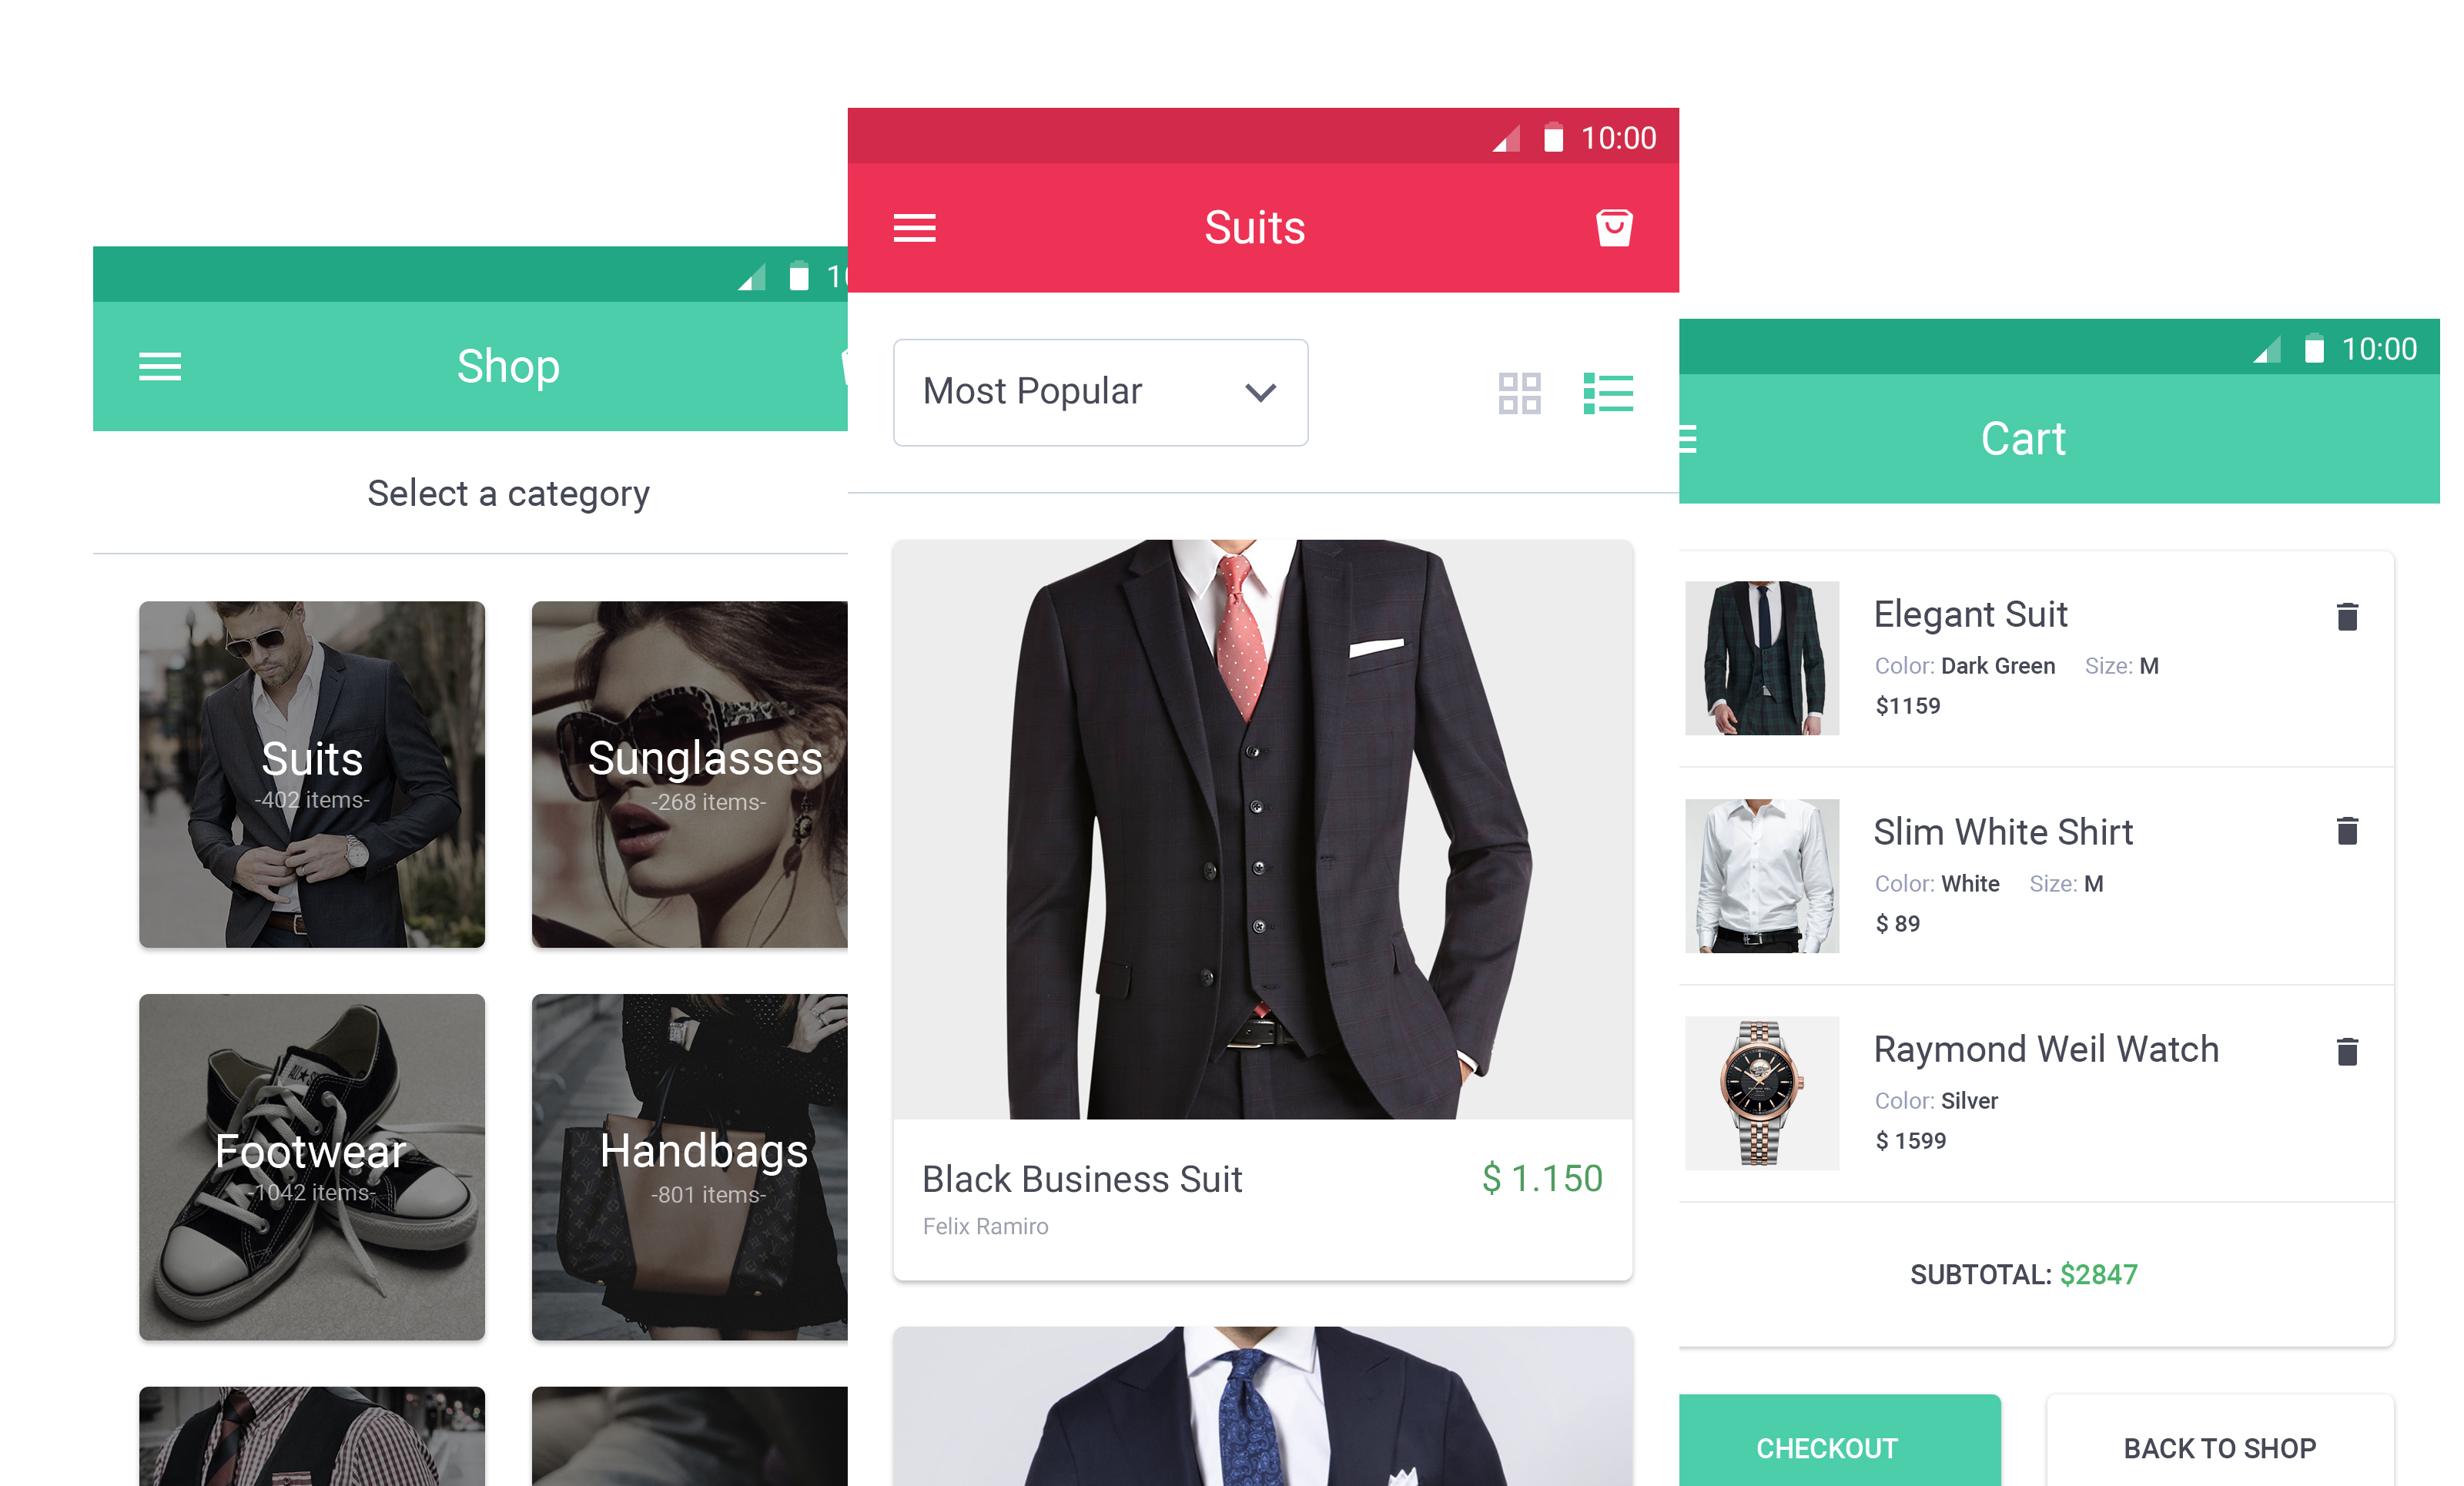 Shop
Select a category
Suits
-402 items-
Sunglasses
-268 items-
Footwear
-1042 items-
Handbags
-801 items-
10:00
Suits
Most Popular
Black Business Suit
$ 1.150
Felix Ramiro
10:00
Cart
Elegant Suit
Color: Dark Green Size: M
$1159
Slim White Shirt
Color: White Size: M
$ 89
Raymond Weil Watch
Color: Silver
$ 1599
SUBTOTAL: $2847
CHECKOUT
BACK TO SHOP